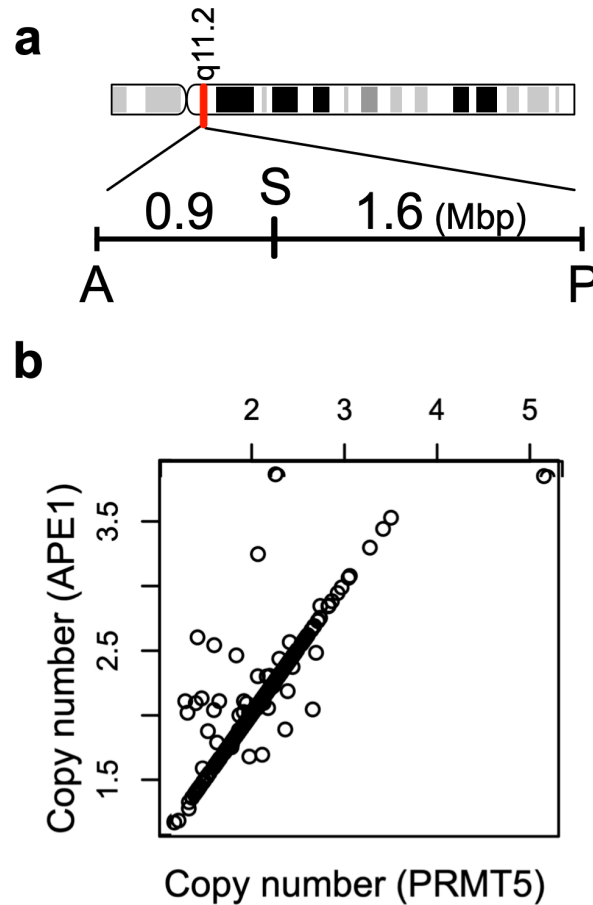 a
q11.2
S
0.9 1.6 (Mbp)
A P
b
2 3 4 5
3.5
2.5
1.5
Copy number (APE1)
Copy number (PRMT5)